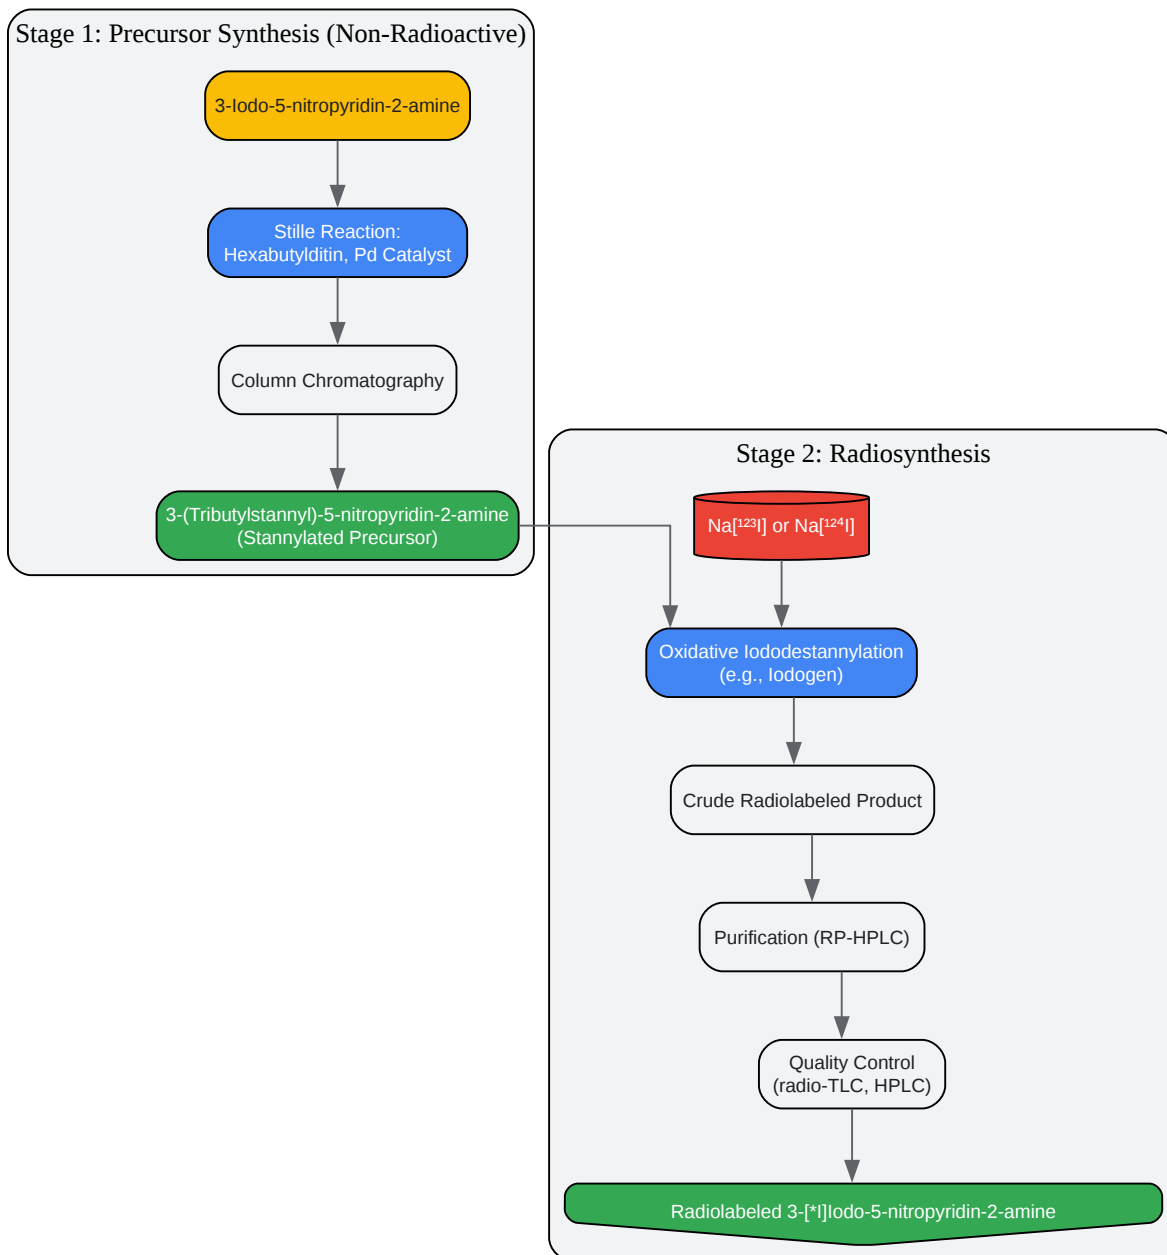 Stage 1: Precursor Synthesis (Non-Radioactive)
3-Iodo-5-nitropyridin-2-amine
Stille Reaction:
Hexabutylditin, Pd Catalyst
Column Chromatography
3-(Tributylstannyl)-5-nitropyridin-2-amine
(Stannylated Precursor)
Stage 2: Radiosynthesis
Na[¹²³I] or Na[¹²⁴I]
Oxidative Iododestannylation
(e.g., Iodogen)
Crude Radiolabeled Product
Purification (RP-HPLC)
Quality Control
(radio-TLC, HPLC)
Radiolabeled 3-[*I]Iodo-5-nitropyridin-2-amine